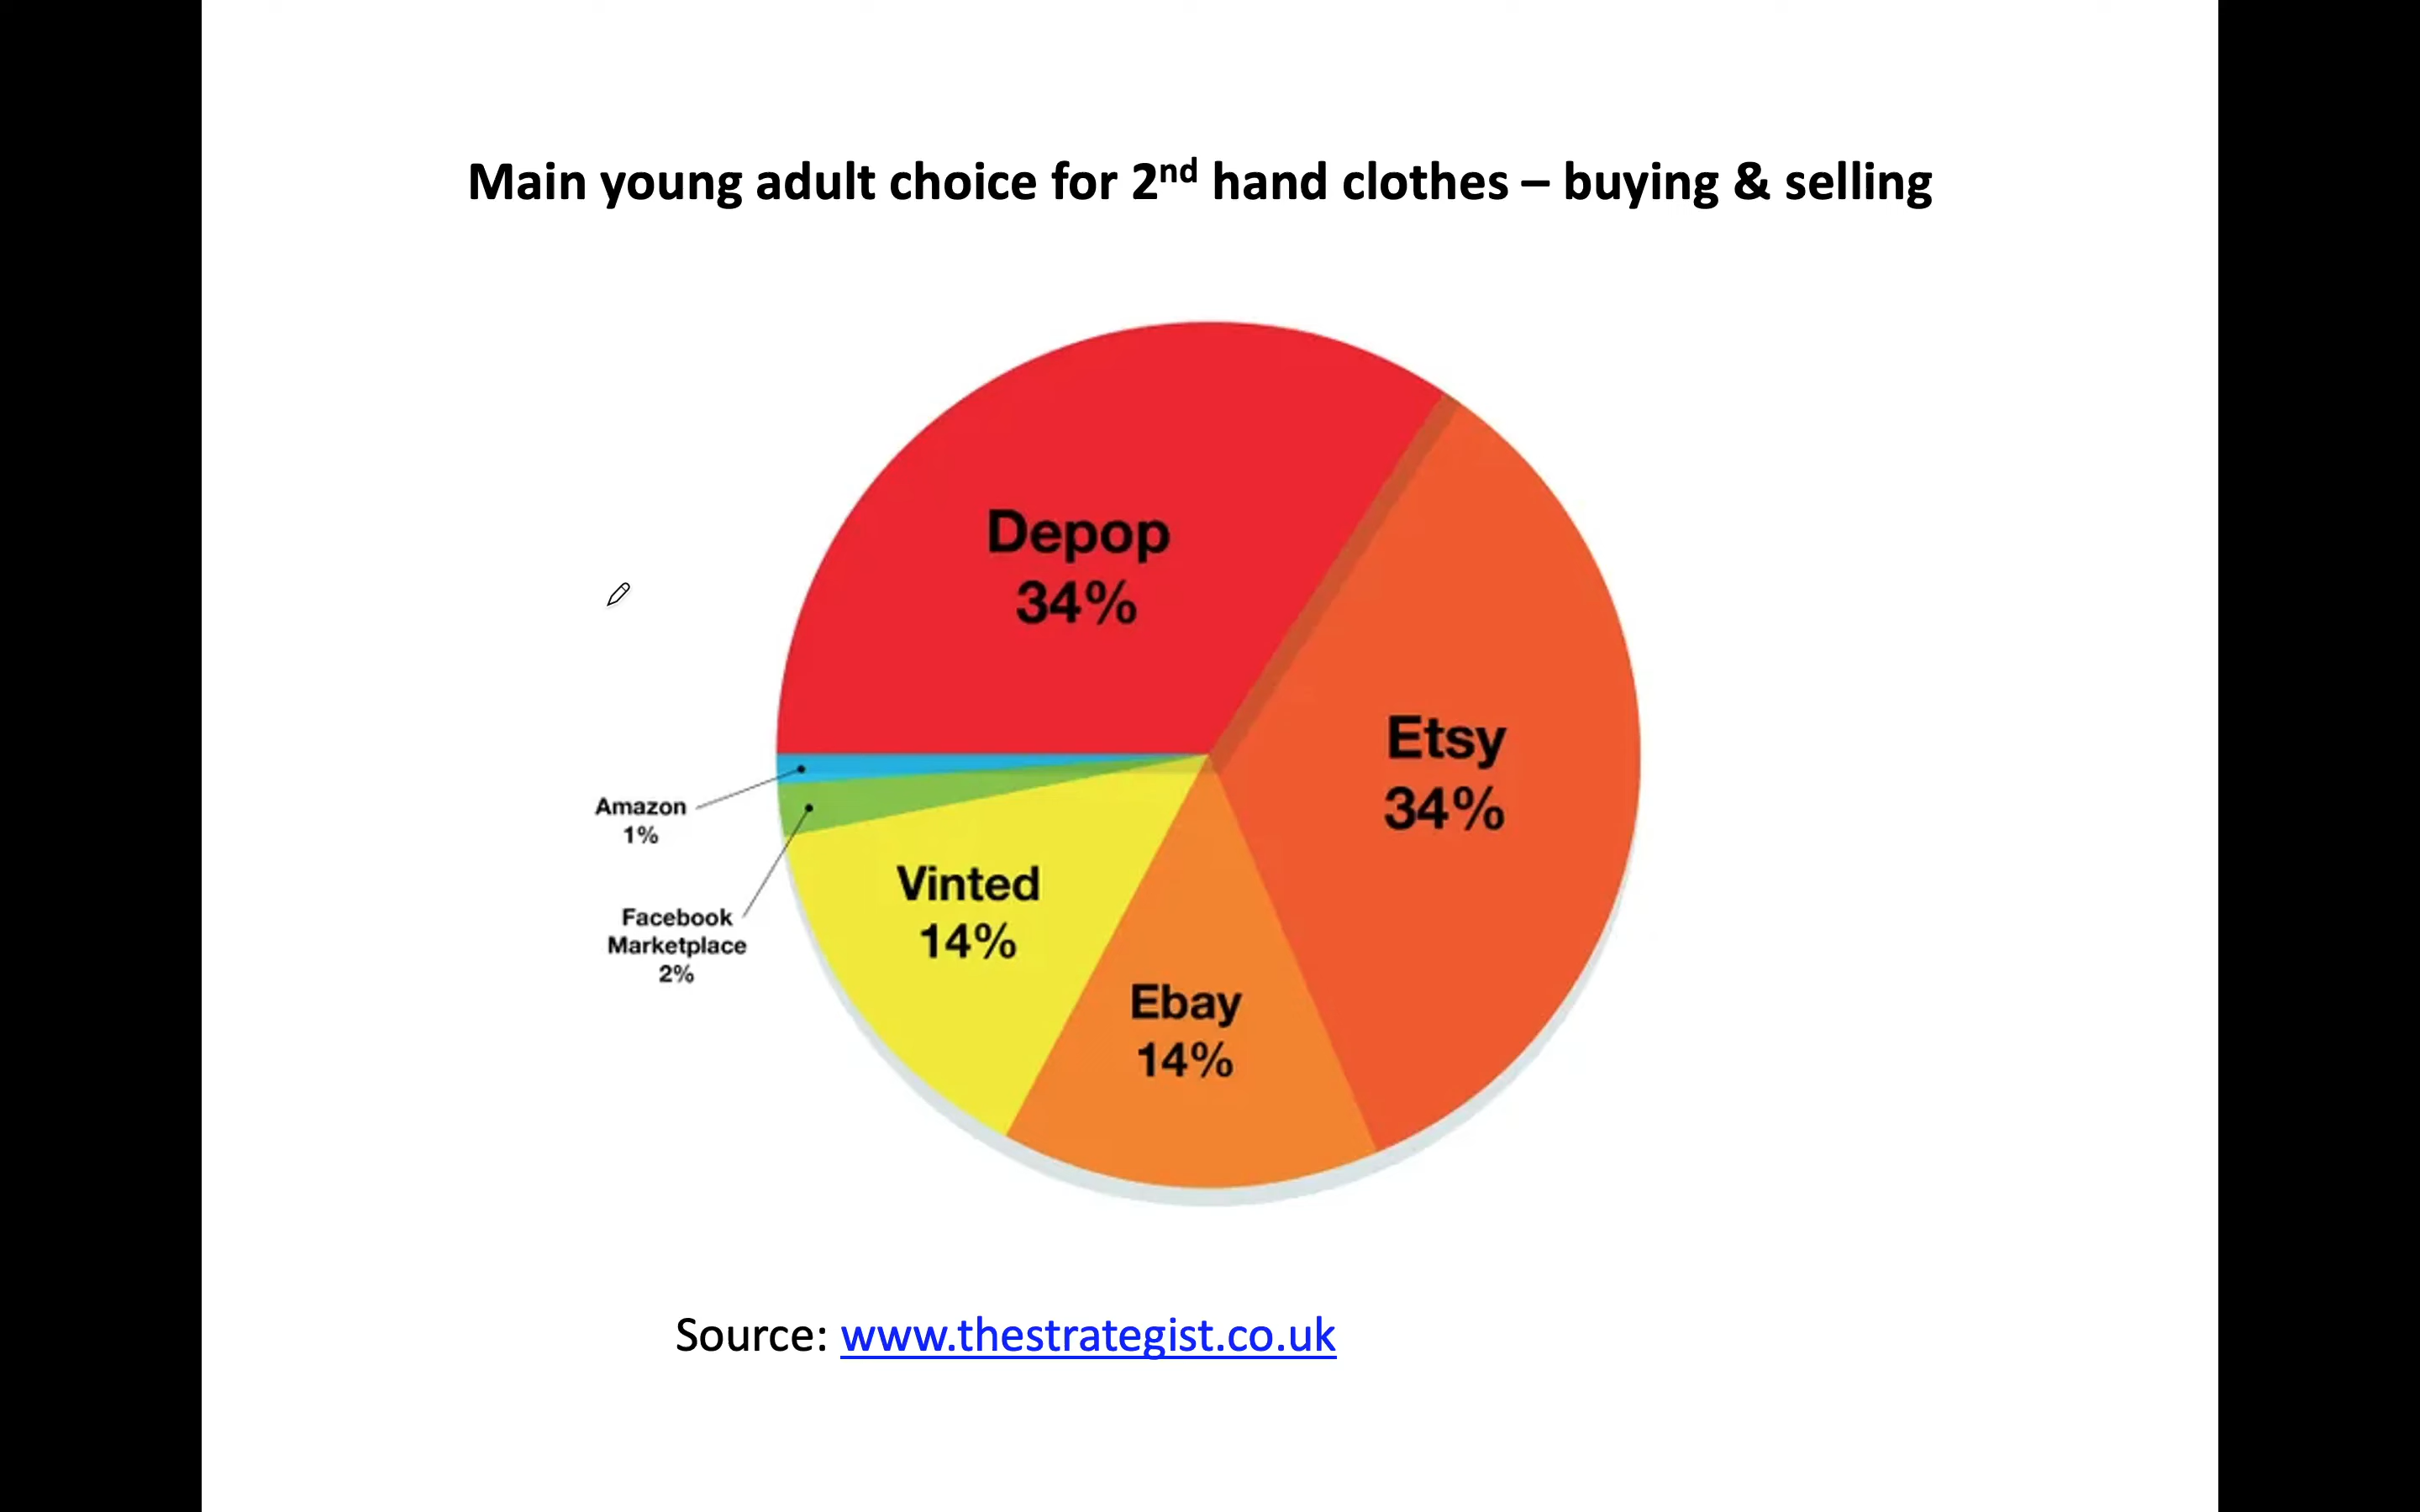 Main young adult choice for 2nd hand clothes – buying & selling
Depop
34%
Etsy
34%
Amazon
1%
Facebook
Marketplace
2%
Vinted
14%
Ebay
14%
Source: www.thestrategist.co.uk